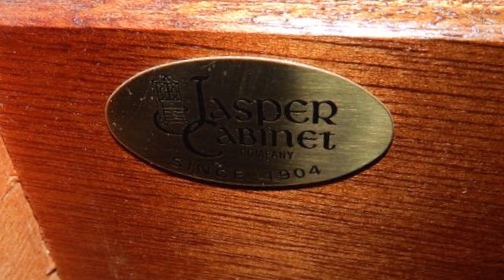 Jasper
Cabinet
COMPANY
SINCE 1904